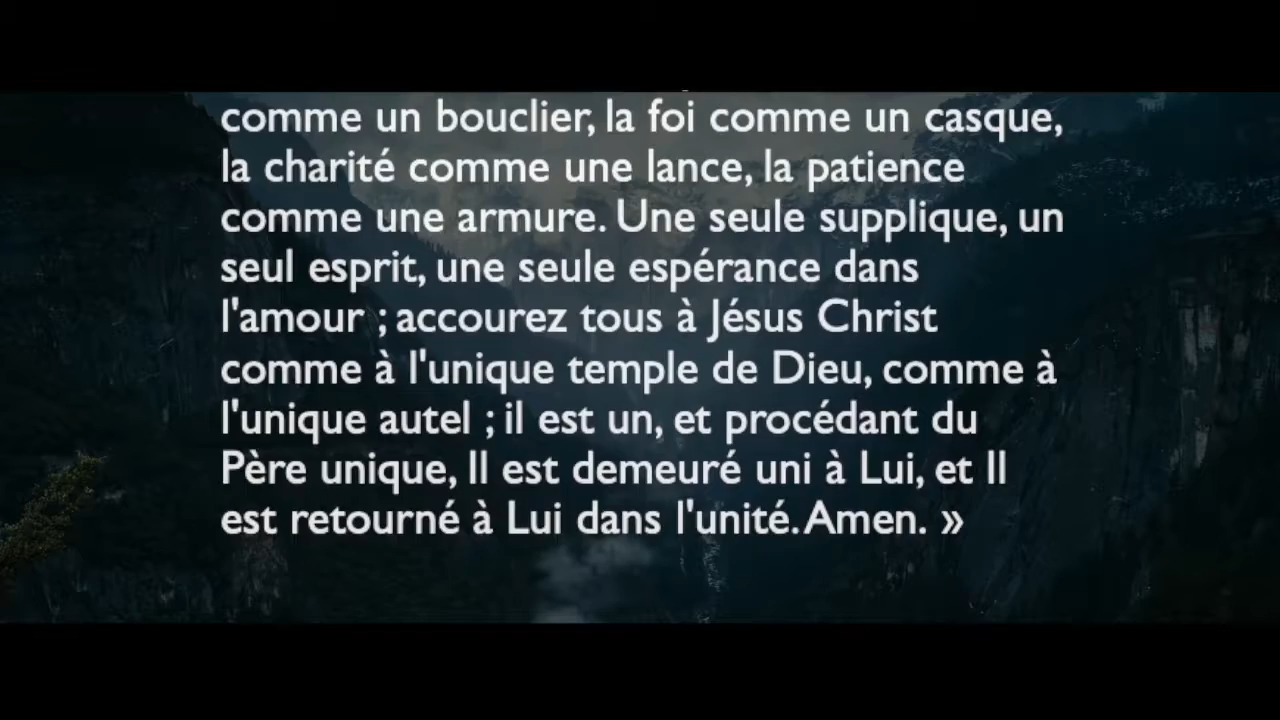 comme un bouclier, la foi comme un casque,
la charité comme une lance, la patience
comme une armure. Une seule supplique, un
seul esprit, une seule espérance dans
l'amour ; accourez tous à Jésus Christ
comme à l'unique temple de Dieu, comme à
l'unique autel ; il est un, et procédant du
Père unique, Il est demeuré uni à Lui, et Il
est retourné à Lui dans l'unité. Amen. »